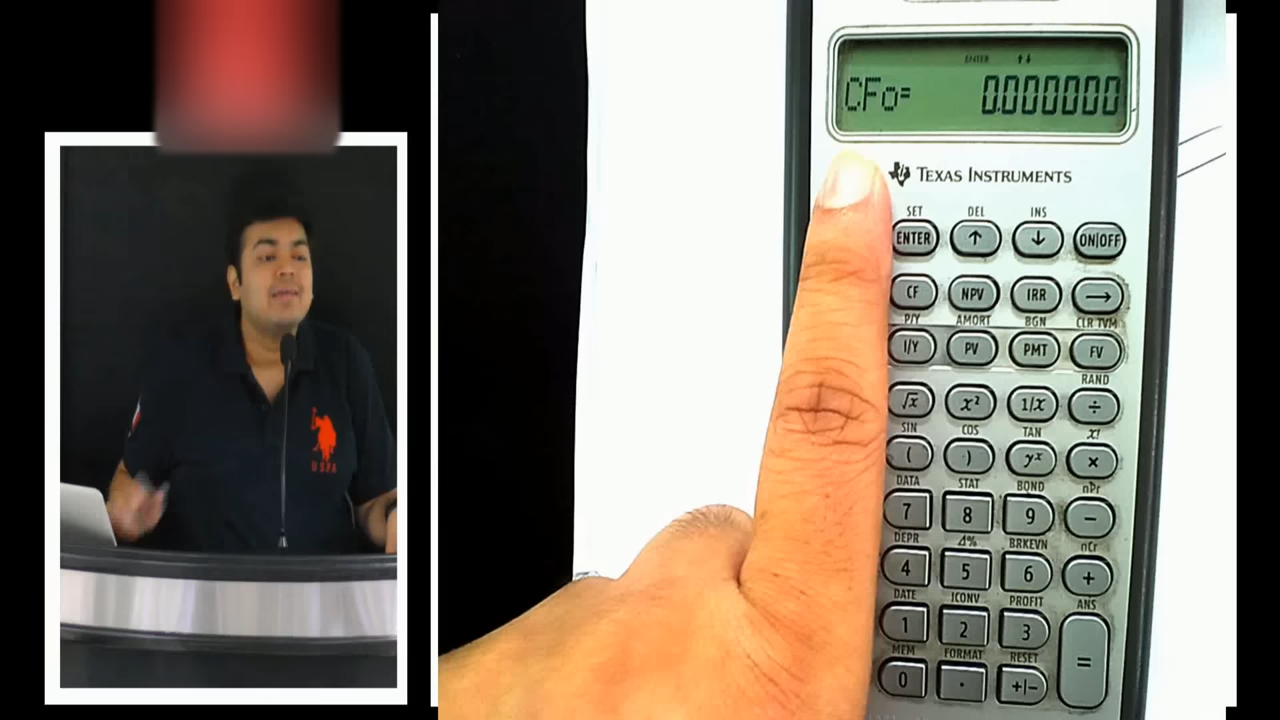 ENTER ↑↓
CFo= 0.000000
TEXAS INSTRUMENTS
SET DEL INS
ENTER ↑ ↓ ON|OFF
CF NPV IRR →
P/Y AMORT BGN CLR TVM
I/Y PV PMT FV
RAND
√x x² 1/x ÷
SIN COS TAN x!
( ) yˣ ×
DATA STAT BOND nPr
7 8 9 −
DEPR Δ% BRKEVN nCr
4 5 6 +
DATE ICONV PROFIT ANS
1 2 3 =
MEM FORMAT RESET
0 . +/−
USPA